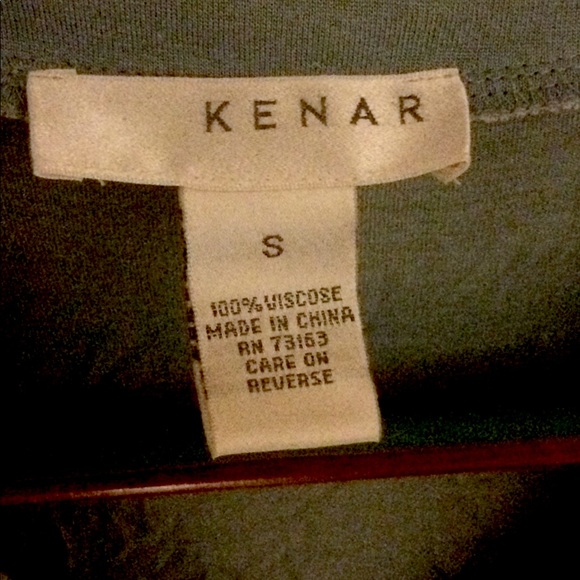 KENAR
S
100% VISCOSE
MADE IN CHINA
RN 73163
CARE ON
REVERSE